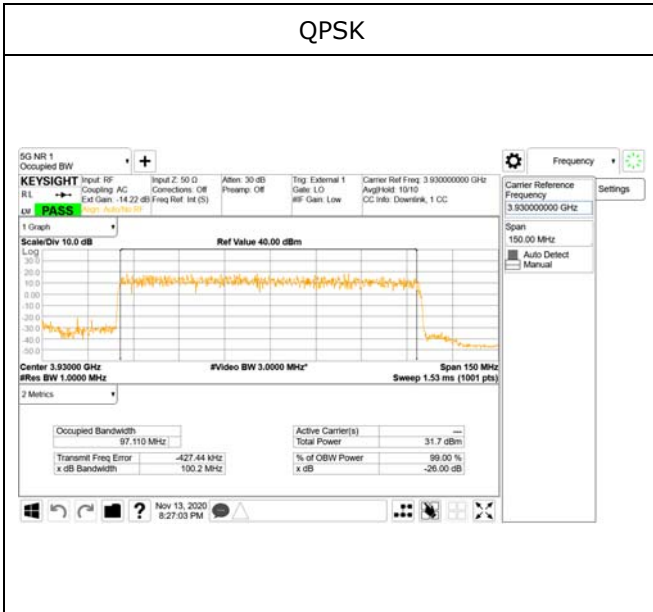 QPSK
5G NR 1
Occupied BW
Frequency
KEYSIGHT
Input: RF
Input Z: 50 Ω
Atten: 30 dB
Trig: External 1
Carrier Ref Freq: 3.930000000 GHz
RL
Coupling: AC
Corrections: Off
Preamp: Off
Gate: LO
Avg|Hold: 10/10
Ext Gain: -14.22 dB
Freq Ref: Int (S)
#IF Gain: Low
CC Info: Downlink, 1 CC
PASS
Align: Auto/No RF
Carrier Reference
Frequency
3.930000000 GHz
Settings
Span
150.00 MHz
Auto Detect
Manual
1 Graph
Scale/Div 10.0 dB
Ref Value 40.00 dBm
Log
30.0
20.0
10.0
0.00
-10.0
-20.0
-30.0
-40.0
-50.0
Center 3.93000 GHz
#Video BW 3.0000 MHz*
Span 150 MHz
#Res BW 1.0000 MHz
Sweep 1.53 ms (1001 pts)
2 Metrics
Occupied Bandwidth
97.110 MHz
Active Carrier(s)
---
Total Power
31.7 dBm
Transmit Freq Error
-427.44 kHz
% of OBW Power
99.00 %
x dB Bandwidth
100.2 MHz
x dB
-26.00 dB
?
Nov 13, 2020
8:27:03 PM